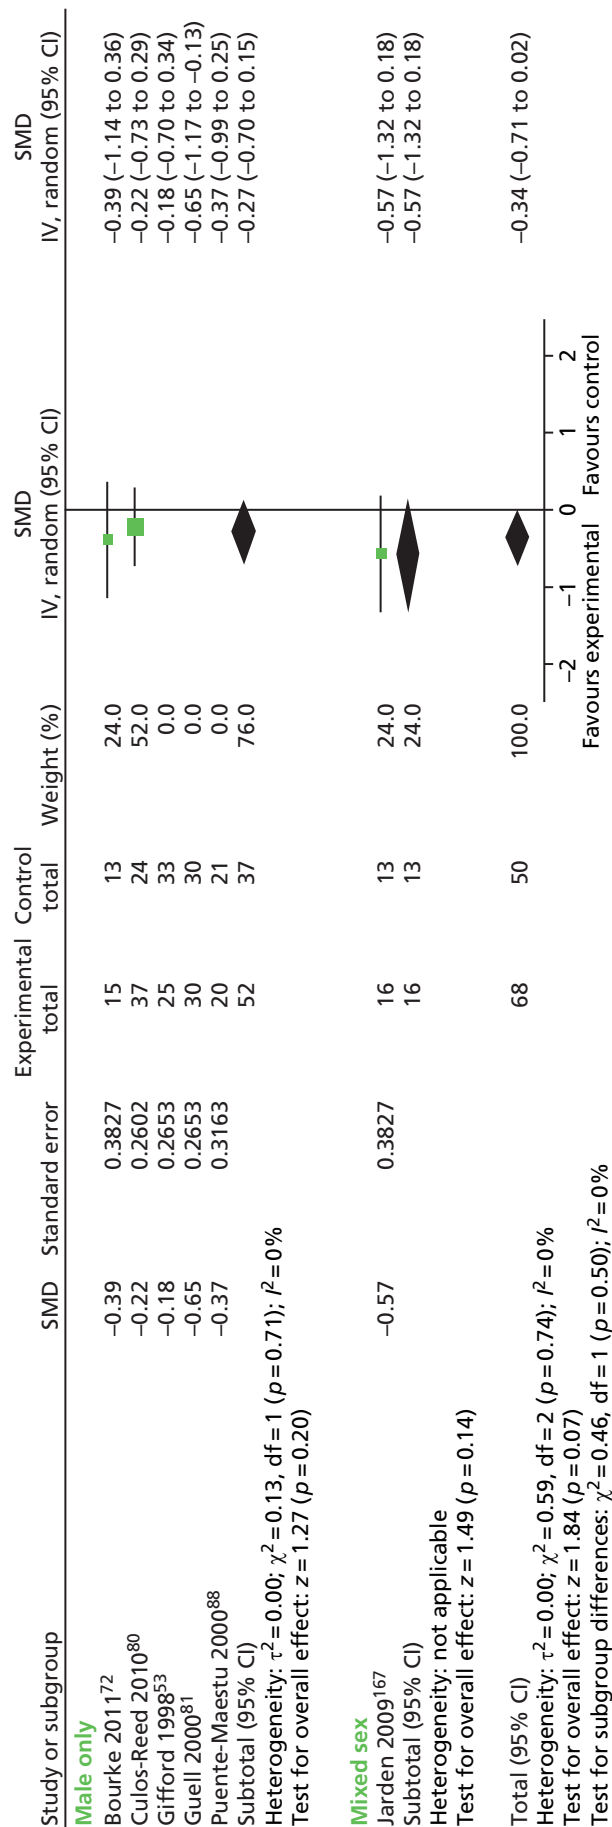 SMD SMD
Study or subgroup SMD Standard error Experimental total Control total Weight (%) IV, random (95% CI) IV, random (95% CI)
Male only
Bourke 2011⁷² −0.39 0.3827 15 13 24.0 −0.39 (−1.14 to 0.36)
Culos-Reed 2010⁸⁰ −0.22 0.2602 37 24 52.0 −0.22 (−0.73 to 0.29)
Gifford 1998⁵³ −0.18 0.2653 25 33 0.0 −0.18 (−0.70 to 0.34)
Guell 2000⁸¹ −0.65 0.2653 30 30 0.0 −0.65 (−1.17 to −0.13)
Puente-Maestu 2000⁸⁸ −0.37 0.3163 20 21 0.0 −0.37 (−0.99 to 0.25)
Subtotal (95% CI) 52 37 76.0 −0.27 (−0.70 to 0.15)
Heterogeneity: τ²=0.00; χ²=0.13, df=1 (p=0.71); I²=0%
Test for overall effect: z=1.27 (p=0.20)
Mixed sex
Jarden 2009¹⁶⁷ −0.57 0.3827 16 13 24.0 −0.57 (−1.32 to 0.18)
Subtotal (95% CI) 16 13 24.0 −0.57 (−1.32 to 0.18)
Heterogeneity: not applicable
Test for overall effect: z=1.49 (p=0.14)
Total (95% CI) 68 50 100.0 −0.34 (−0.71 to 0.02)
Heterogeneity: τ²=0.00; χ²=0.59, df=2 (p=0.74); I²=0%
Test for overall effect: z=1.84 (p=0.07)
Test for subgroup differences: χ²=0.46, df=1 (p=0.50); I²=0%
−2 −1 0 1 2
Favours experimental Favours control